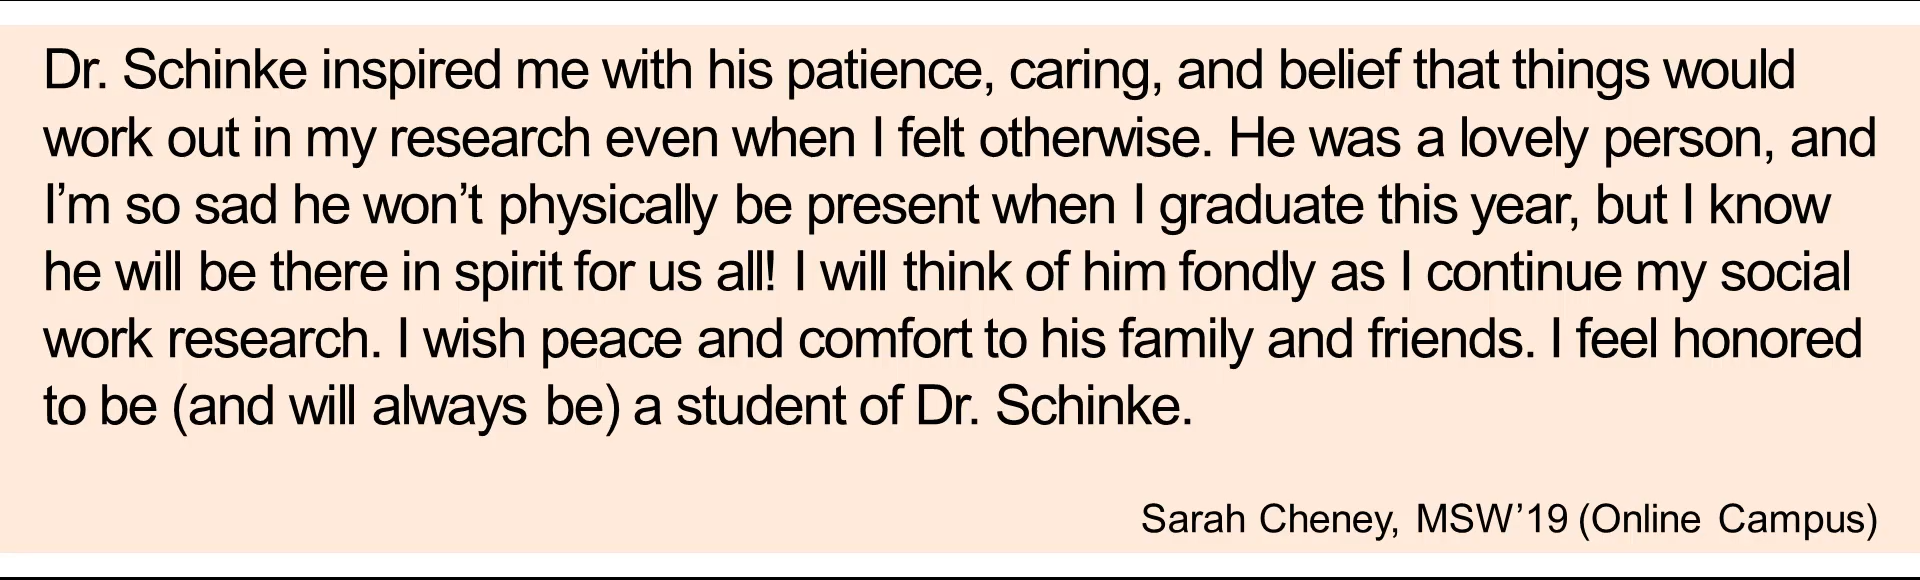 Dr. Schinke inspired me with his patience, caring, and belief that things would
work out in my research even when I felt otherwise. He was a lovely person, and
I’m so sad he won’t physically be present when I graduate this year, but I know
he will be there in spirit for us all! I will think of him fondly as I continue my social
work research. I wish peace and comfort to his family and friends. I feel honored
to be (and will always be) a student of Dr. Schinke.
Sarah Cheney, MSW’19 (Online Campus)